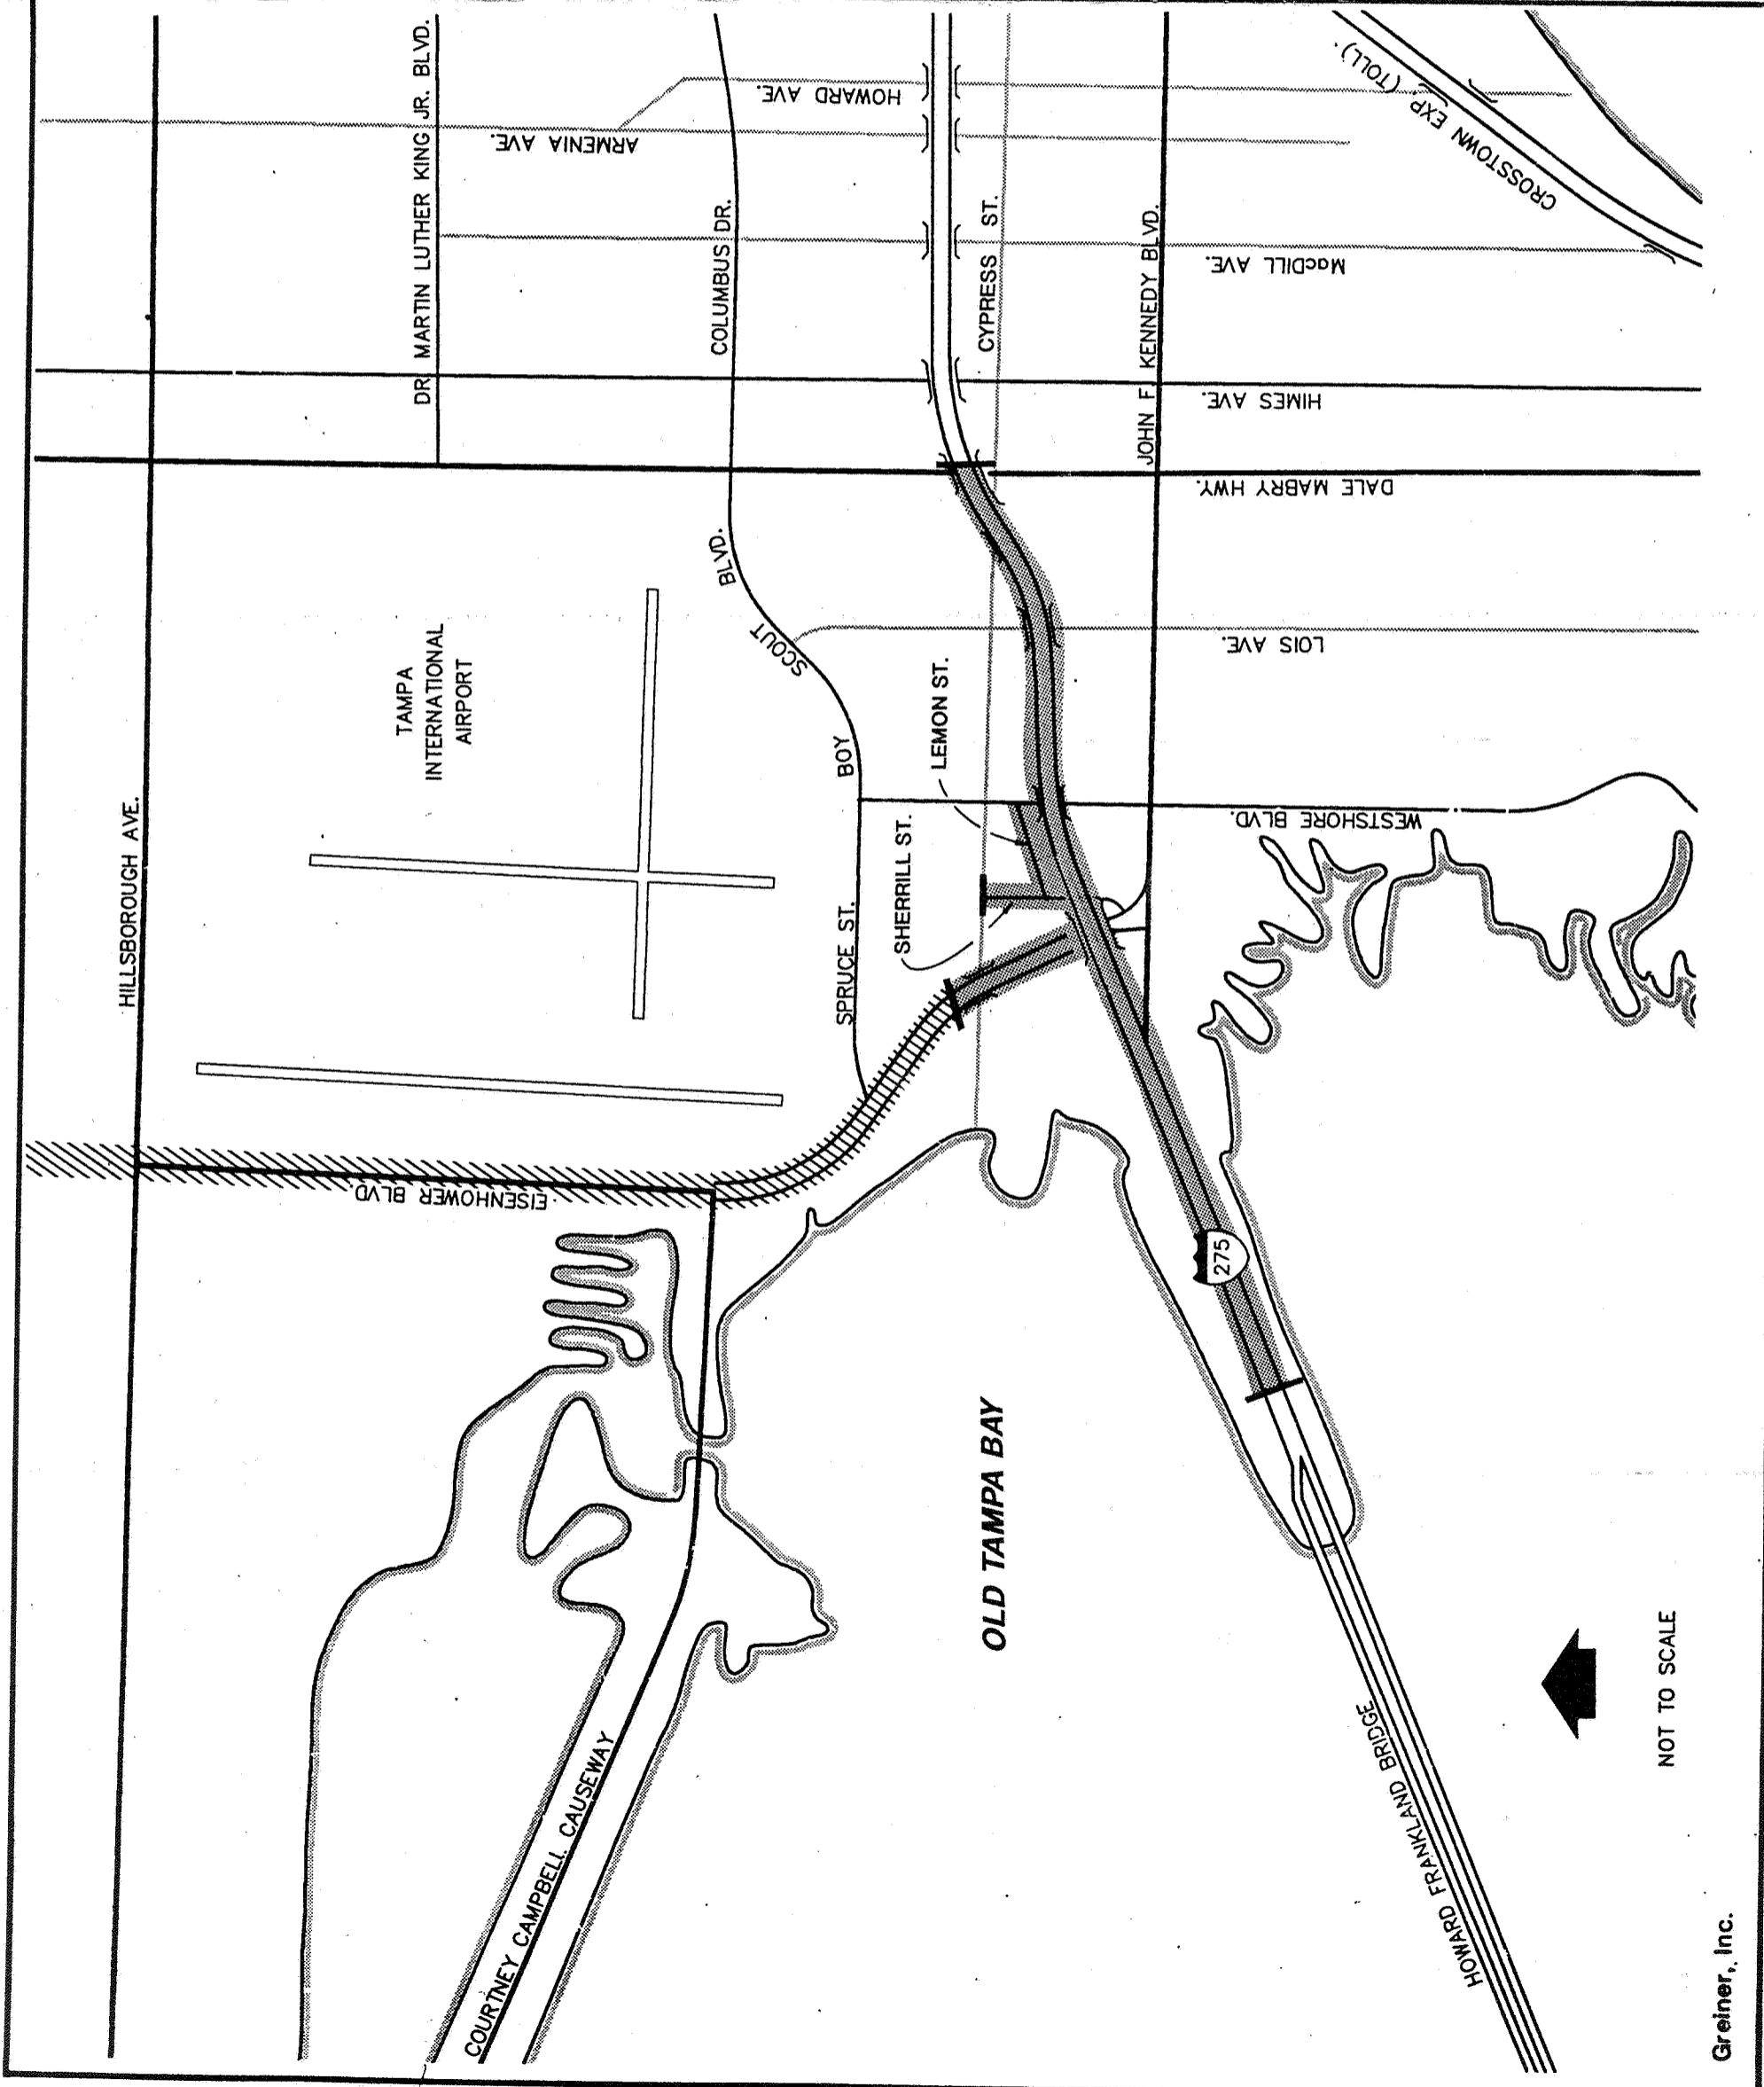 HILLSBOROUGH AVE.
DR. MARTIN LUTHER KING JR. BLVD.
TAMPA
INTERNATIONAL
AIRPORT
EISENHOWER BLVD.
COURTNEY CAMPBELL CAUSEWAY
ARMENIA AVE.
HOWARD AVE.
COLUMBUS DR.
BLVD.
SCOUT
BOY
SPRUCE ST.
SHERRILL ST.
LEMON ST.
CYPRESS ST.
OLD TAMPA BAY
JOHN F. KENNEDY BLVD.
MacDILL AVE.
HIMES AVE.
DALE MABRY HWY.
LOIS AVE.
WESTSHORE BLVD.
275
CROSSTOWN EXP. (TOLL)
HOWARD FRANKLAND BRIDGE
NOT TO SCALE
Greiner, Inc.